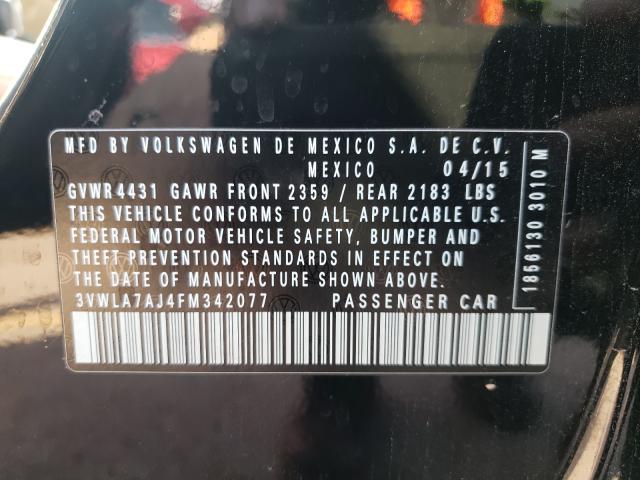 MFD BY VOLKSWAGEN DE MEXICO S.A. DE C.V.
MEXICO 04/15
GVWR4431 GAWR FRONT 2359 / REAR 2183 LBS
THIS VEHICLE CONFORMS TO ALL APPLICABLE U.S.
FEDERAL MOTOR VEHICLE SAFETY, BUMPER AND
THEFT PREVENTION STANDARDS IN EFFECT ON
THE DATE OF MANUFACTURE SHOWN ABOVE.
3VWLA7AJ4FM342077 PASSENGER CAR
1856130 3010 M